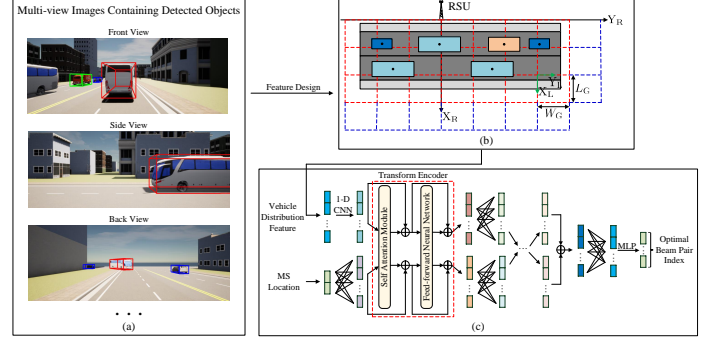 Multi-view Images Containing Detected Objects
Front View
Side View
Back View
(a)
Feature Design
RSU
Y_R
X_R
Y_L
X_L
L_G
W_G
(b)
Transform Encoder
Vehicle
Distribution
Feature
1-D
CNN
MS
Location
Self Attention Module
Feed-forward Neural Network
MLP
Optimal
Beam Pair
Index
(c)